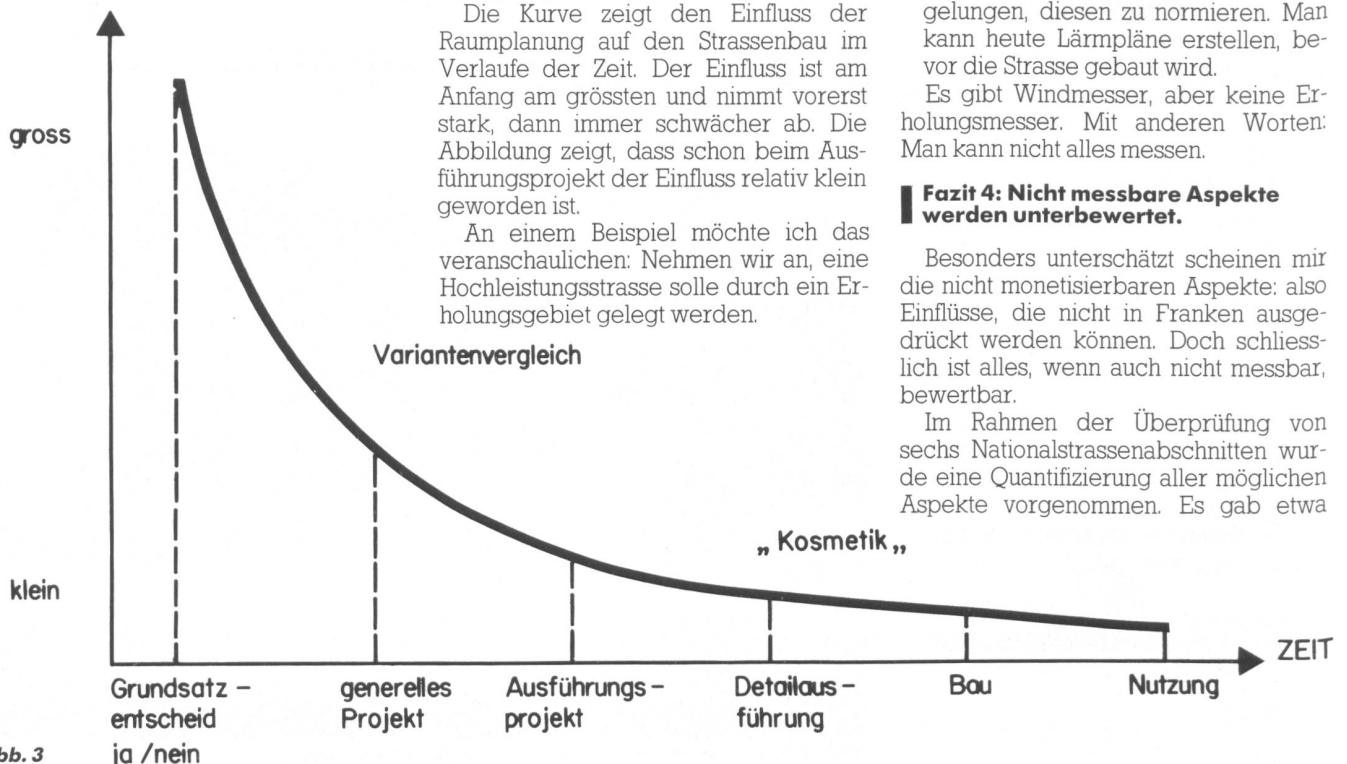 Die Kurve zeigt den Einfluss der
Raumplanung auf den Strassenbau im
Verlaufe der Zeit. Der Einfluss ist am
Anfang am grössten und nimmt vorerst
stark, dann immer schwächer ab. Die
Abbildung zeigt, dass schon beim Aus-
führungsprojekt der Einfluss relativ klein
geworden ist.
An einem Beispiel möchte ich das
veranschaulichen: Nehmen wir an, eine
Hochleistungsstrasse solle durch ein Er-
holungsgebiet gelegt werden.
gelungen, diesen zu normieren. Man
kann heute Lärmpläne erstellen, be-
vor die Strasse gebaut wird.
Es gibt Windmesser, aber keine Er-
holungsmesser. Mit anderen Worten:
Man kann nicht alles messen.
Fazit 4: Nicht messbare Aspekte
werden unterbewertet.
Besonders unterschätzt scheinen mir
die nicht monetisierbaren Aspekte: also
Einflüsse, die nicht in Franken ausge-
drückt werden können. Doch schliess-
lich ist alles, wenn auch nicht messbar,
bewertbar.
Im Rahmen der Überprüfung von
sechs Nationalstrassenabschnitten wur-
de eine Quantifizierung aller möglichen
Aspekte vorgenommen. Es gab etwa
gross
Variantenvergleich
„ Kosmetik „
klein
ZEIT
Grundsatz –
entscheid
ja / nein
generelles
Projekt
Ausführungs –
projekt
Detailaus –
führung
Bau
Nutzung
bb. 3